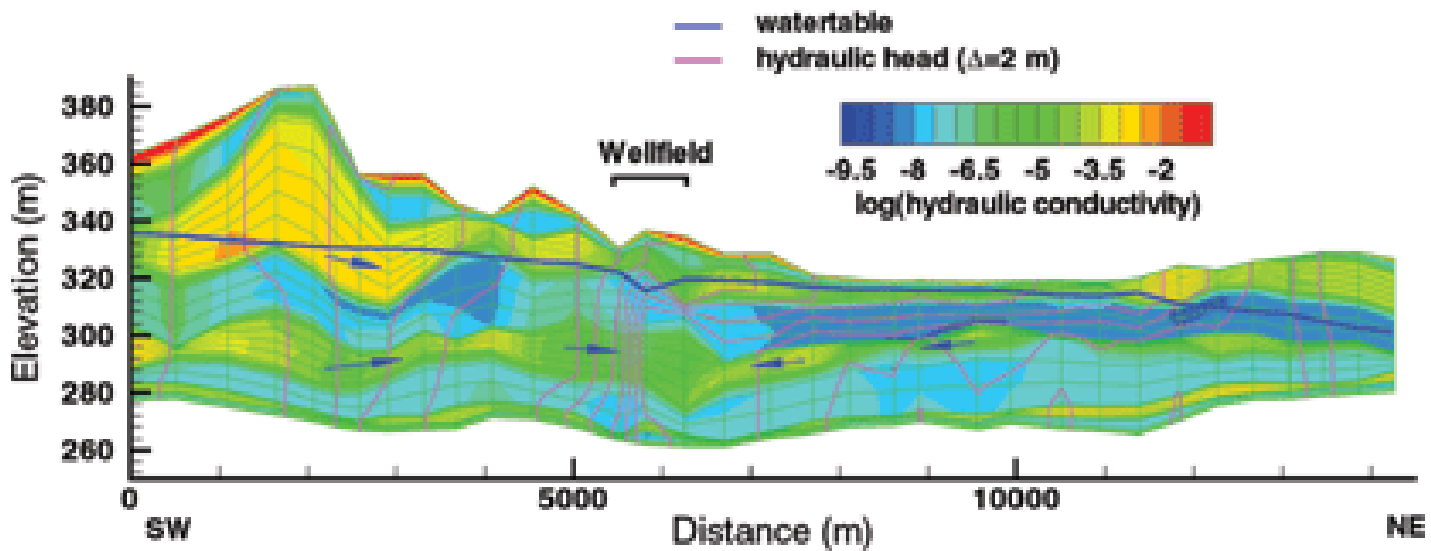 watertable
hydraulic head (Δ=2 m)
380
360
340
320
300
280
260
Elevation (m)
Wellfield
-9.5 -8 -6.5 -5 -3.5 -2
log(hydraulic conductivity)
0 5000 10000
SW Distance (m) NE